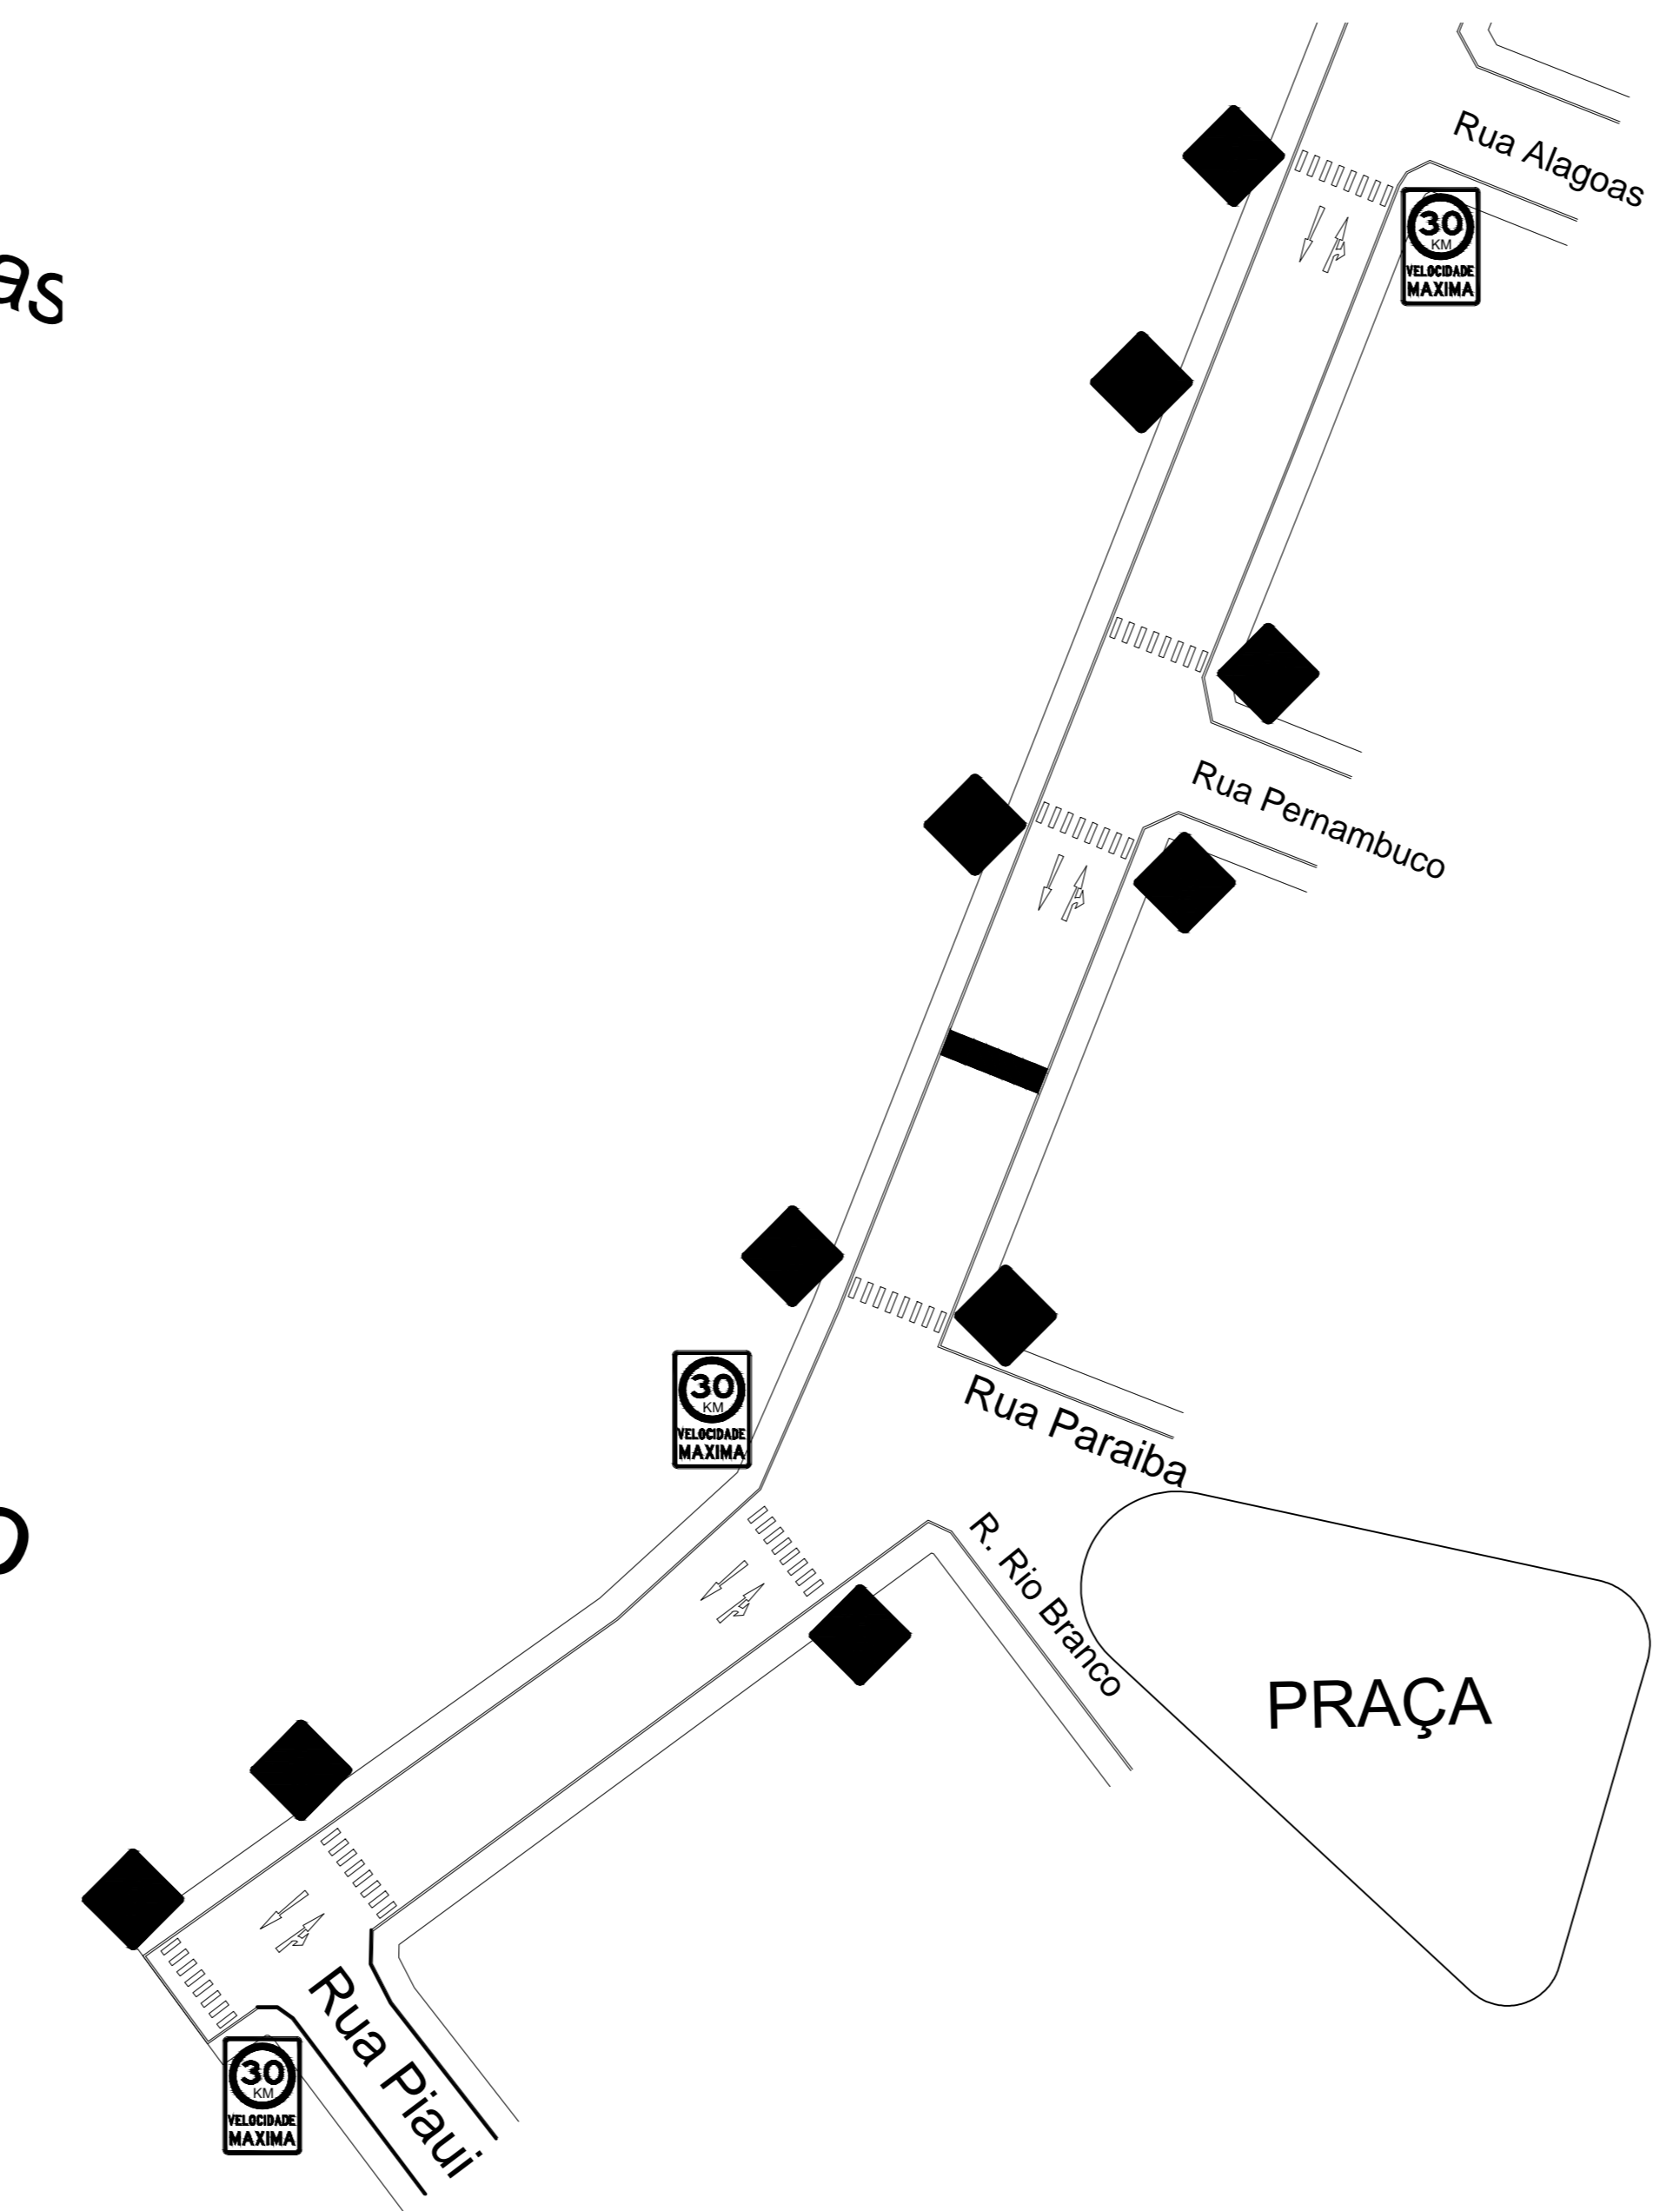 Rua Alagoas
as
30
KM
VELOCIDADE
MAXIMA
Rua Pernambuco
30
KM
VELOCIDADE
MAXIMA
Rua Paraiba
R. Rio Branco
PRAÇA
Rua Piaui
30
KM
VELOCIDADE
MAXIMA